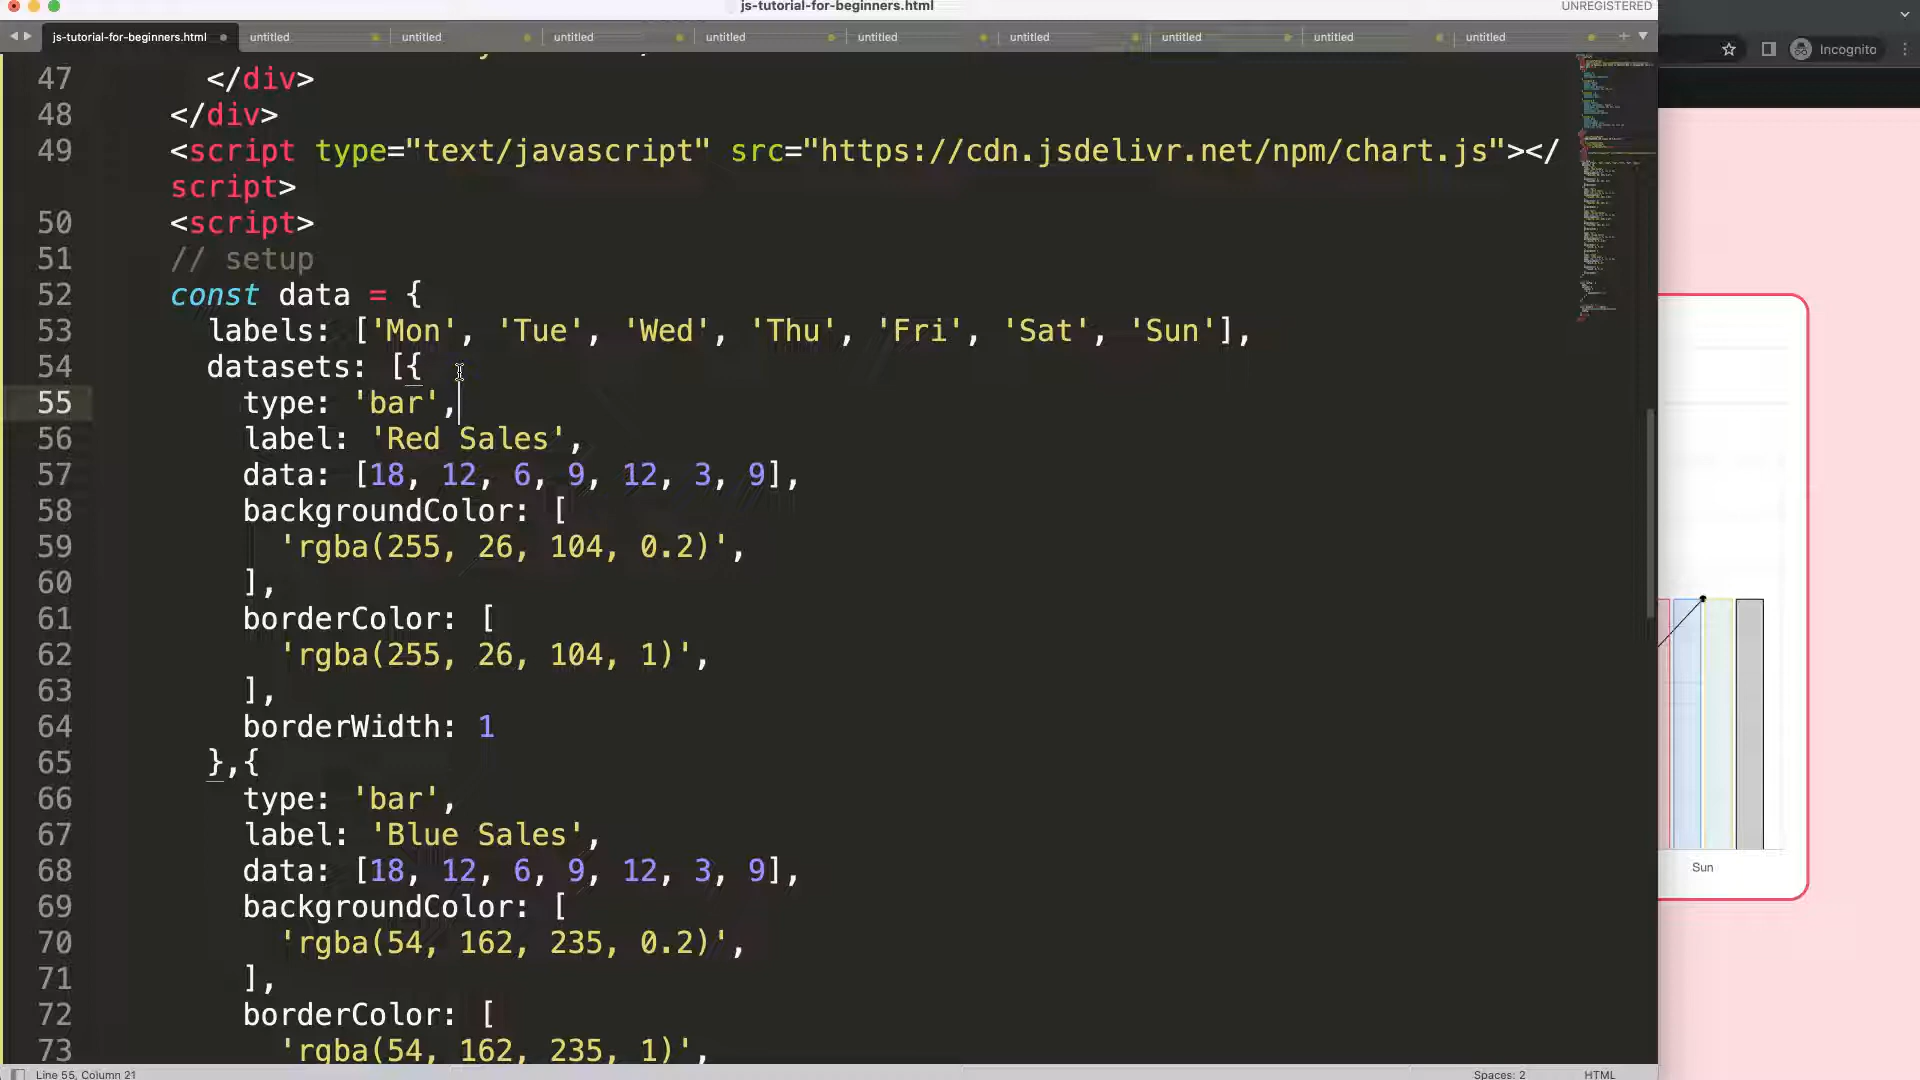 js-tutorial-for-beginners.html
UNREGISTERED
js-tutorial-for-beginners.html untitled untitled untitled untitled untitled untitled untitled untitled untitled
Incognito
47 </div>
48 </div>
49 <script type="text/javascript" src="https://cdn.jsdelivr.net/npm/chart.js"></
script>
50 <script>
51 // setup
52 const data = {
53 labels: ['Mon', 'Tue', 'Wed', 'Thu', 'Fri', 'Sat', 'Sun'],
54 datasets: [{
55 type: 'bar',
56 label: 'Red Sales',
57 data: [18, 12, 6, 9, 12, 3, 9],
58 backgroundColor: [
59 'rgba(255, 26, 104, 0.2)',
60 ],
61 borderColor: [
62 'rgba(255, 26, 104, 1)',
63 ],
64 borderWidth: 1
65 },{
66 type: 'bar',
67 label: 'Blue Sales',
68 data: [18, 12, 6, 9, 12, 3, 9],
69 backgroundColor: [
70 'rgba(54, 162, 235, 0.2)',
71 ],
72 borderColor: [
73 'rgba(54, 162, 235, 1)',
Sun
Line 55, Column 21
Spaces: 2
HTML